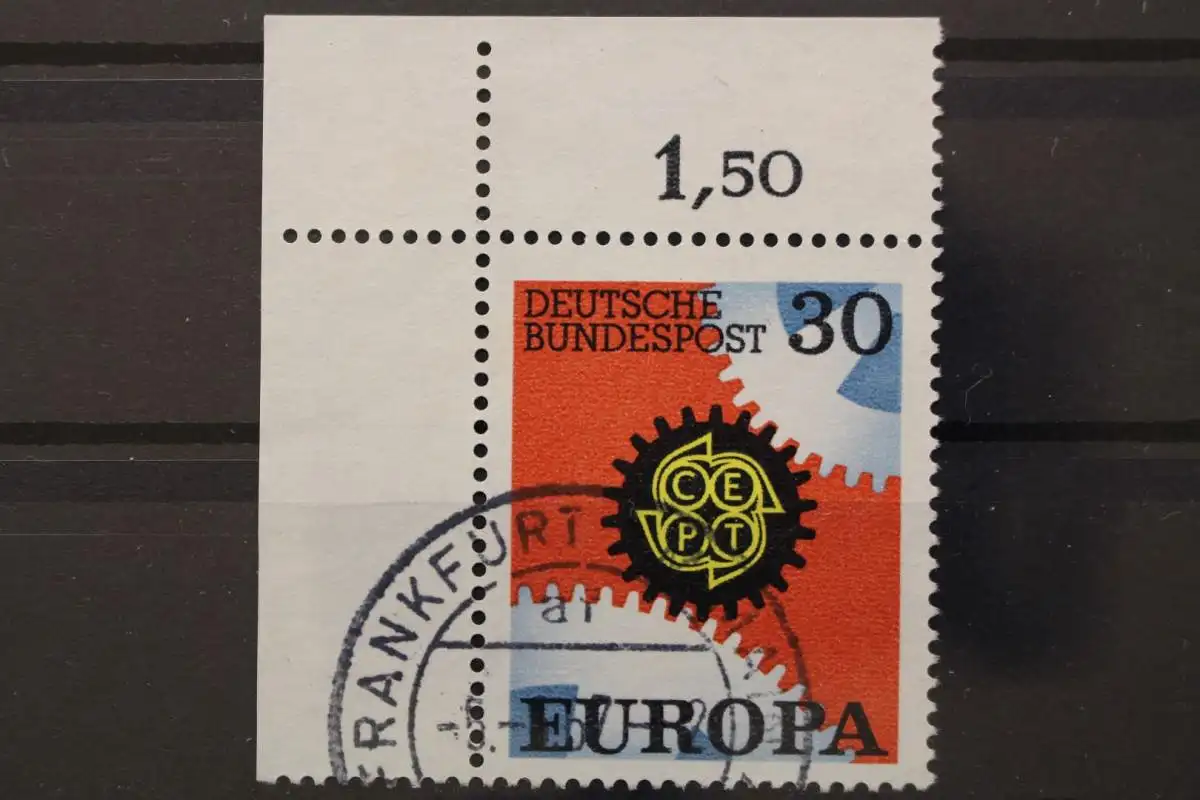 1,50
DEUTSCHE
BUNDESPOST
30
C E
P T
FRANKFURT
EUROPA